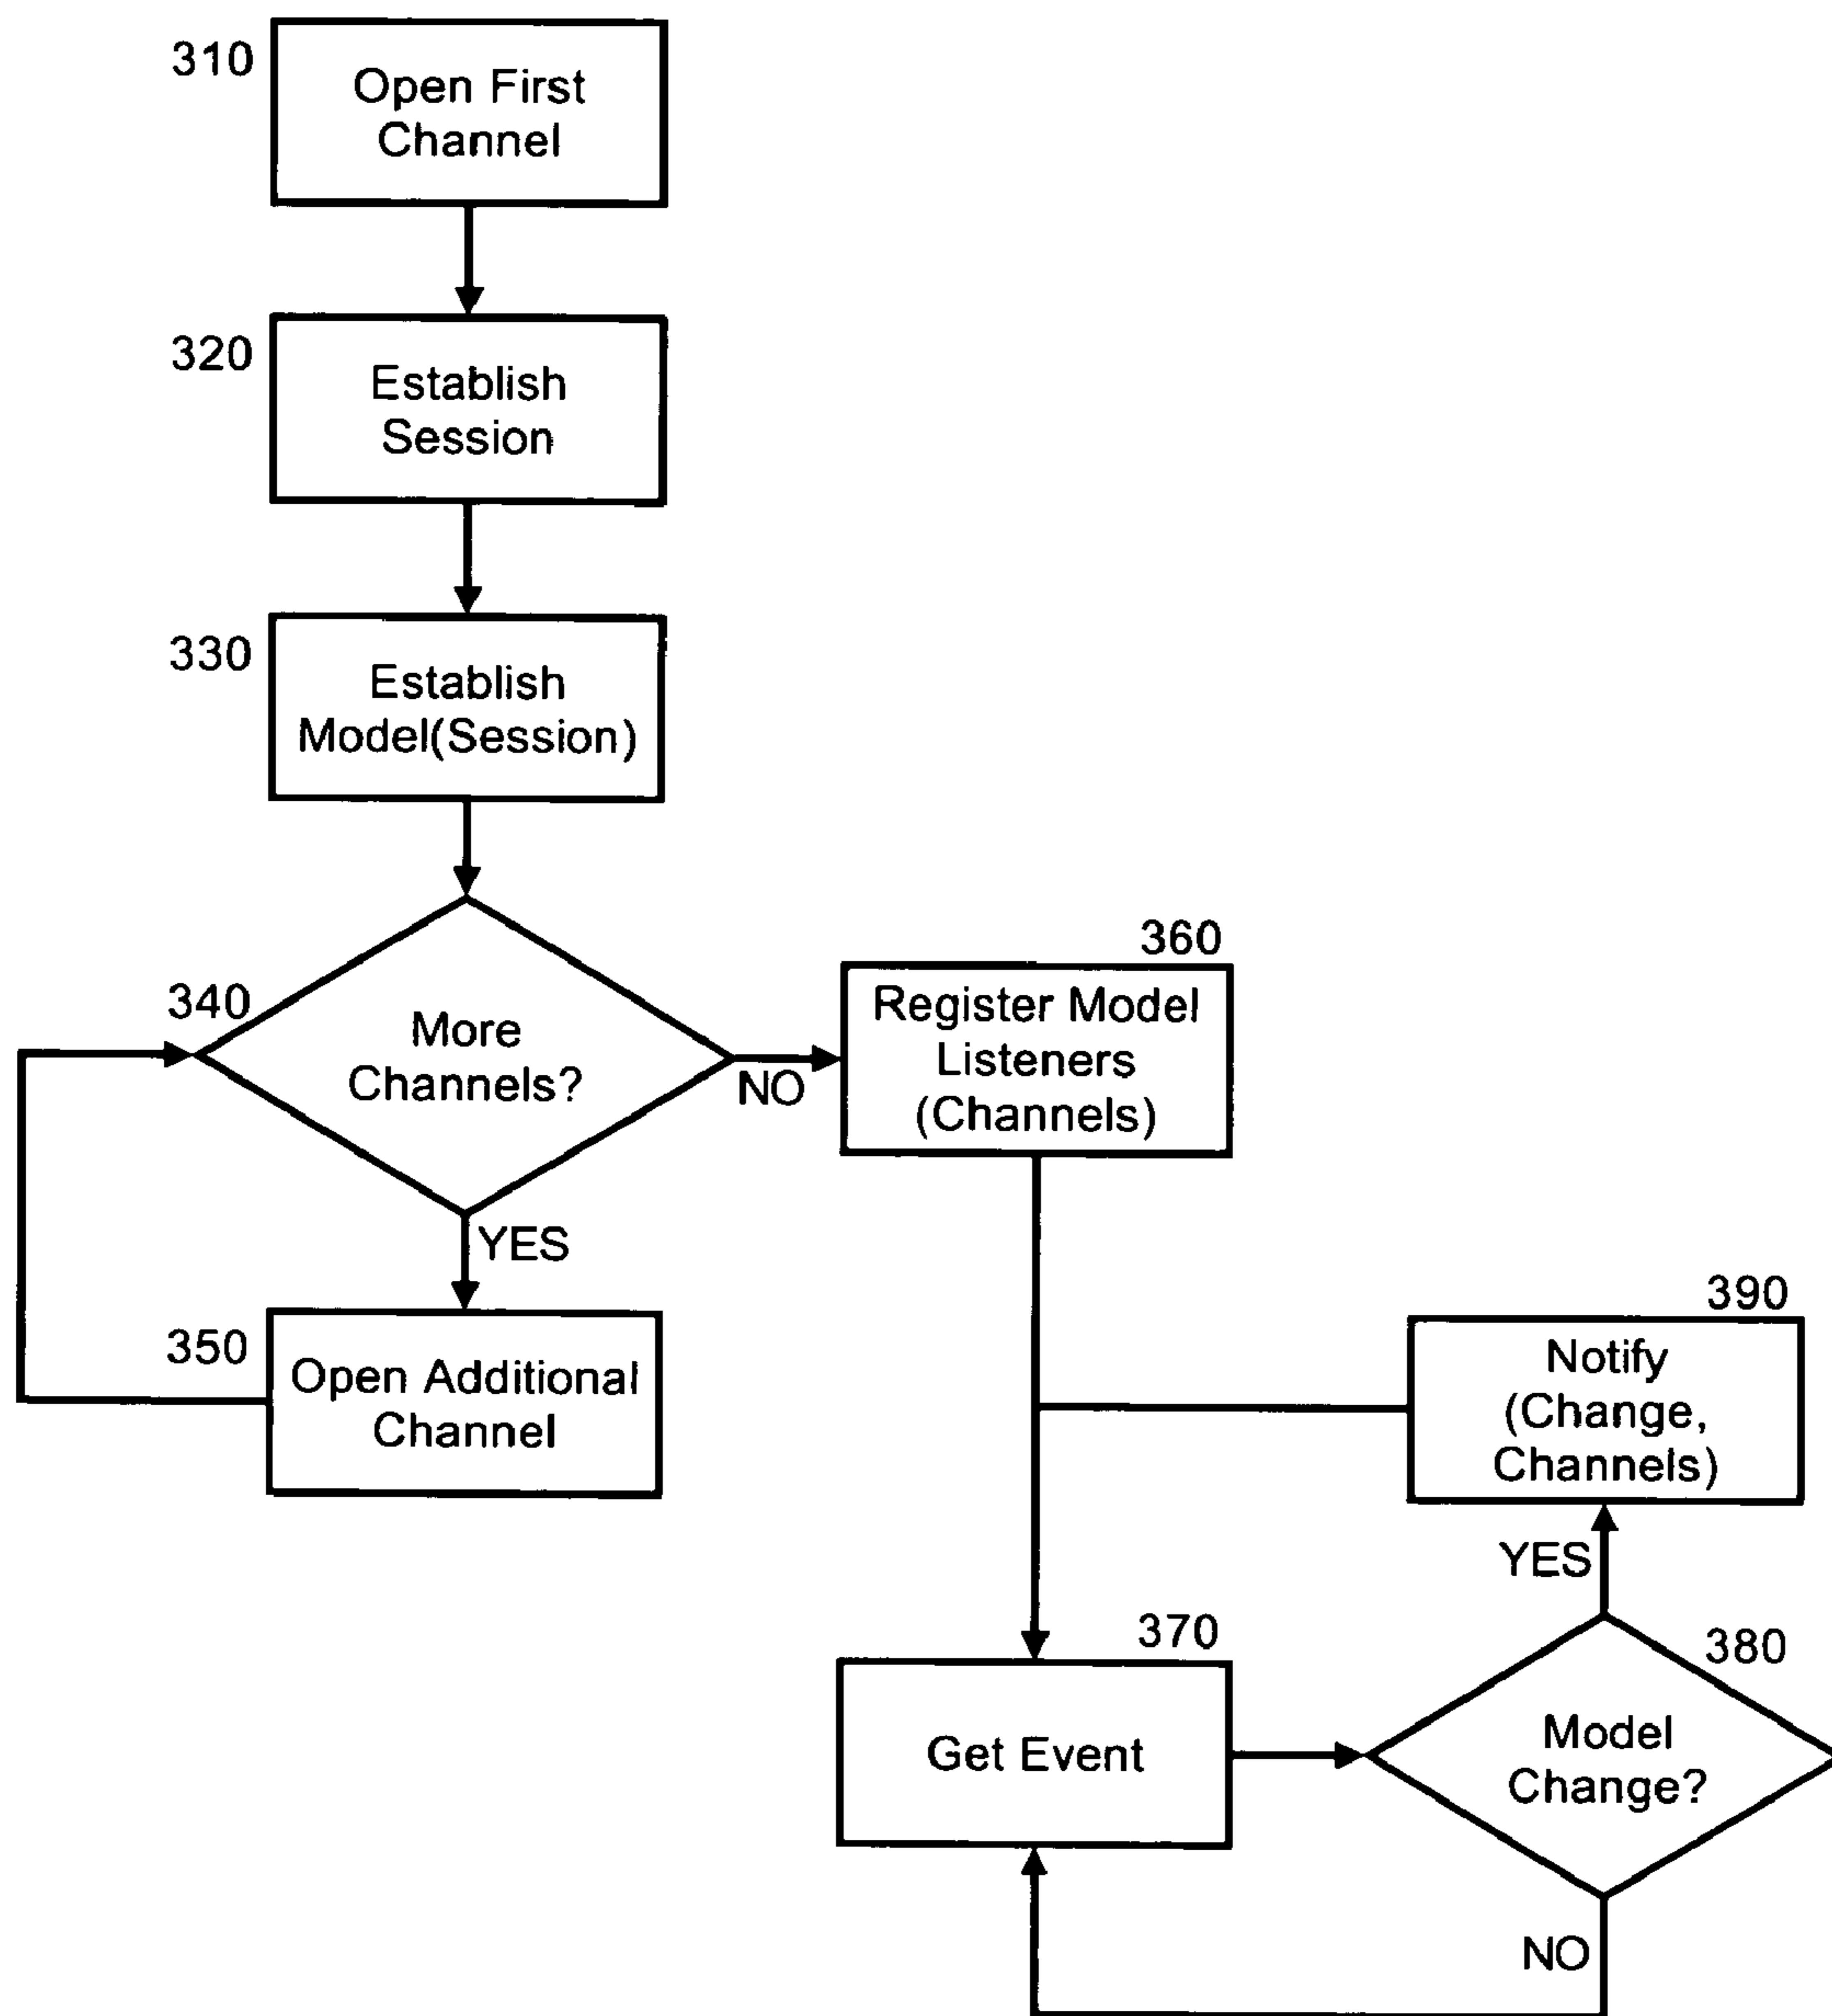 310
Open First
Channel
320
Establish
Session
330
Establish
Model(Session)
340
More
Channels?
NO
YES
350
Open Additional
Channel
360
Register Model
Listeners
(Channels)
390
Notify
(Change,
Channels)
YES
370
Get Event
380
Model
Change?
NO